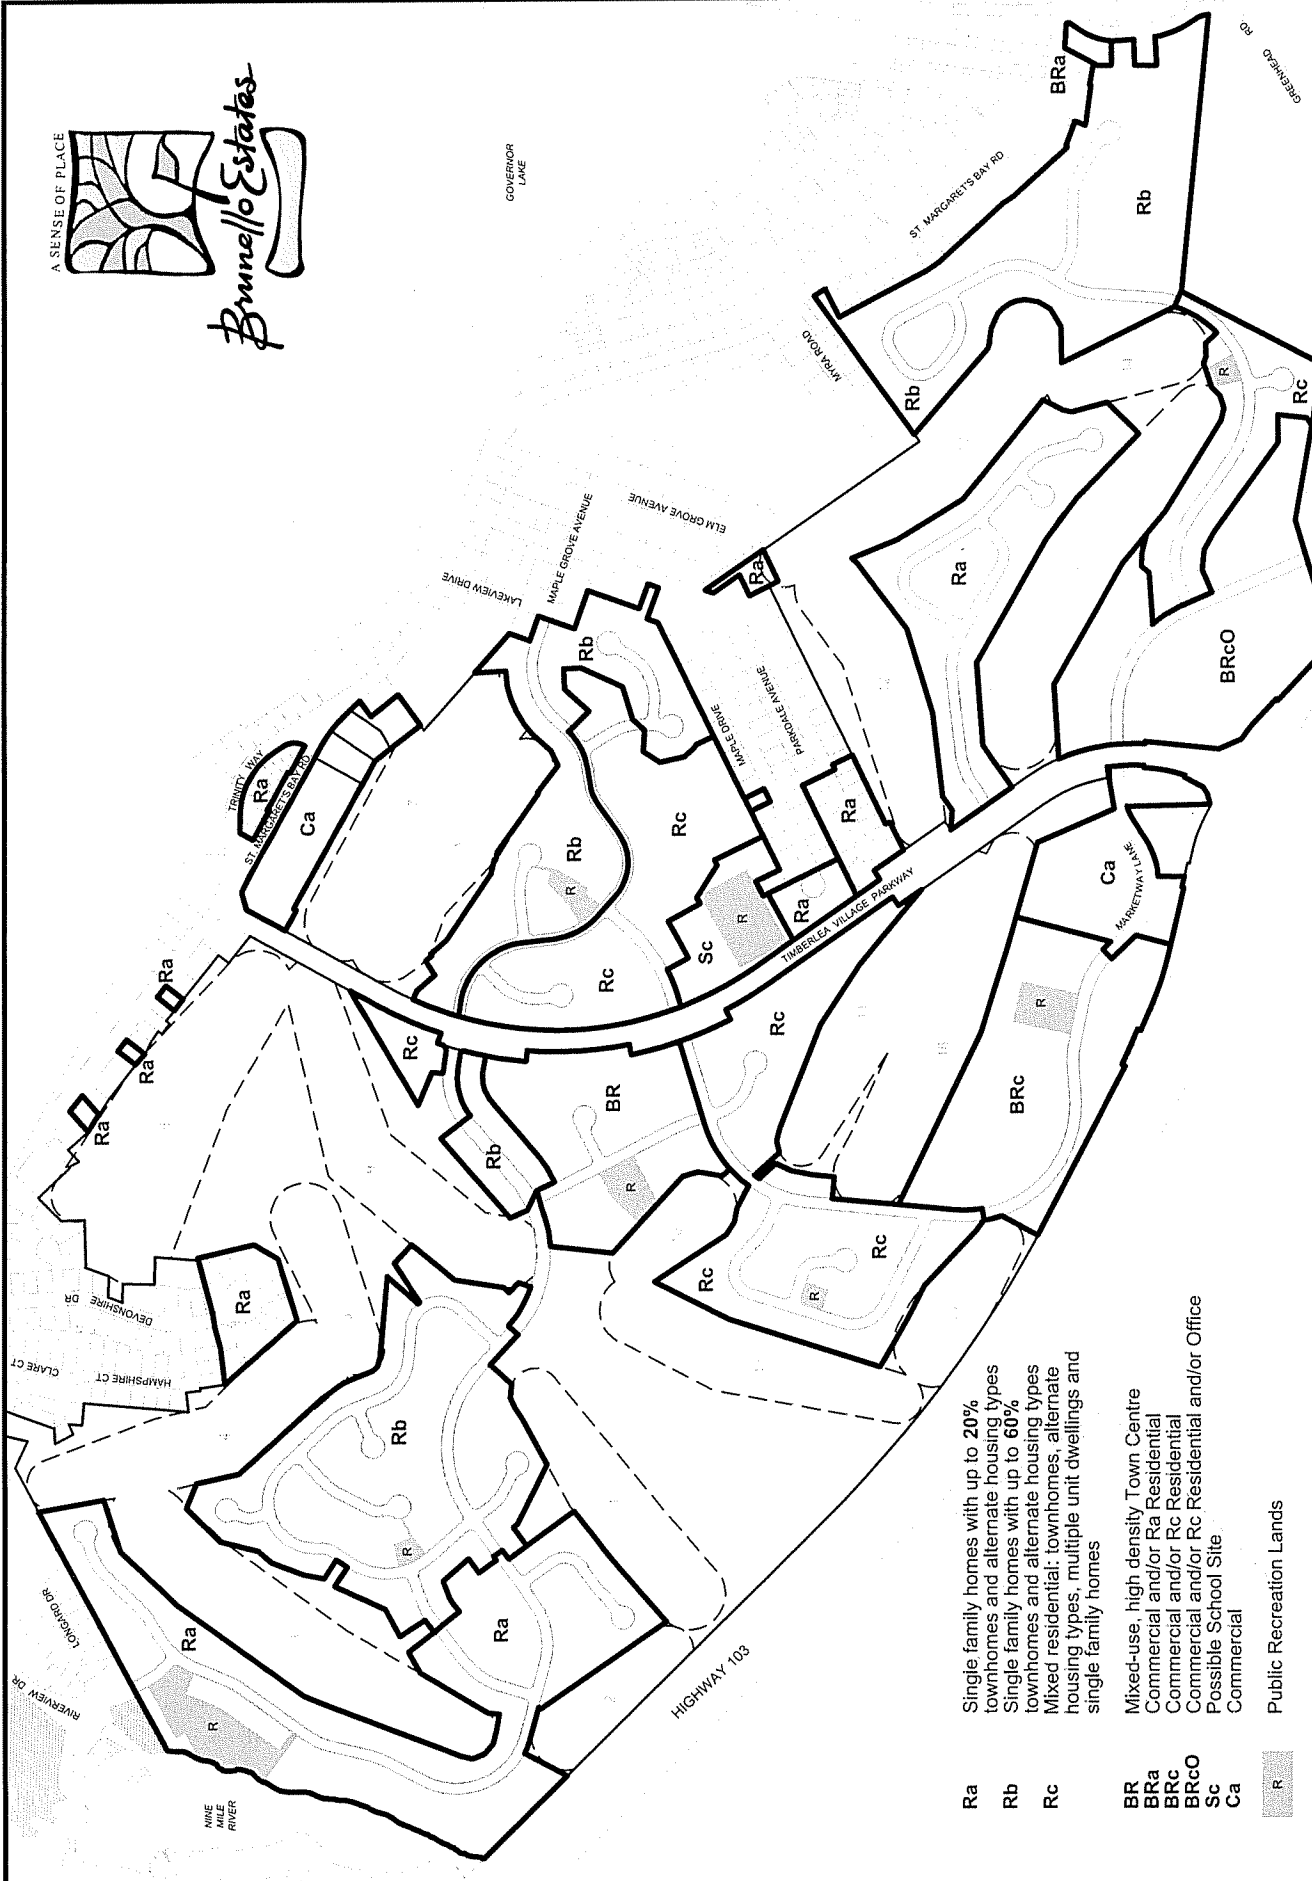 A SENSE OF PLACE
Brunello Estates
GOVERNOR
LAKE
GREENHEAD
RD
BRa
ST. MARGARET'S BAY RD
Rb
MYRA ROAD
Rb
R
Rc
ELM GROVE AVENUE
MAPLE GROVE AVENUE
LAKEVIEW DRIVE
Ra
Ra
BRcO
Rb
MAPLE DRIVE
PARKDALE AVENUE
TRINITY WAY
Ra
ST. MARGARET'S BAY RD
Ca
Rb
Rc
Ra
R
Ra
R
Sc
TIMBERLEA VILLAGE PARKWAY
Ca
MARKETWAY LANE
Ra
Ra
Ra
Rc
Rc
Rc
R
BRc
BR
Rb
R
Rc
Rc
R
DEVONSHIRE DR
CLARE CT
HAMPSHIRE CT
Ra
Rb
R
Ra
LONGARD DR
RIVERVIEW DR
Ra
R
NINE
MILE
RIVER
HIGHWAY 103
Ra Single family homes with up to 20%
townhomes and alternate housing types
Rb Single family homes with up to 60%
townhomes and alternate housing types
Rc Mixed residential: townhomes, alternate
housing types, multiple unit dwellings and
single family homes
BR Mixed-use, high density Town Centre
BRa Commercial and/or Ra Residential
BRc Commercial and/or Rc Residential
BRcO Commercial and/or Rc Residential and/or Office
Sc Possible School Site
Ca Commercial
R Public Recreation Lands